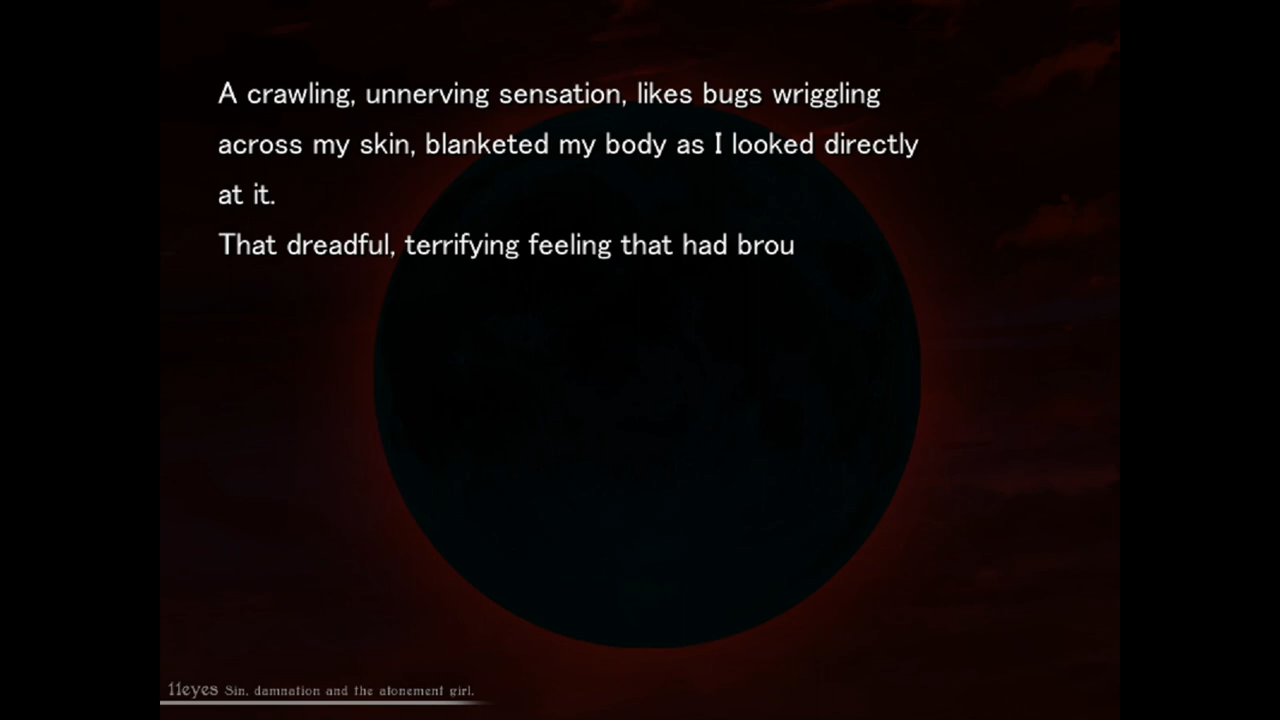 A crawling, unnerving sensation, likes bugs wriggling
across my skin, blanketed my body as I looked directly
at it.
That dreadful, terrifying feeling that had brou
11eyes Sin, damnation and the atonement girl.